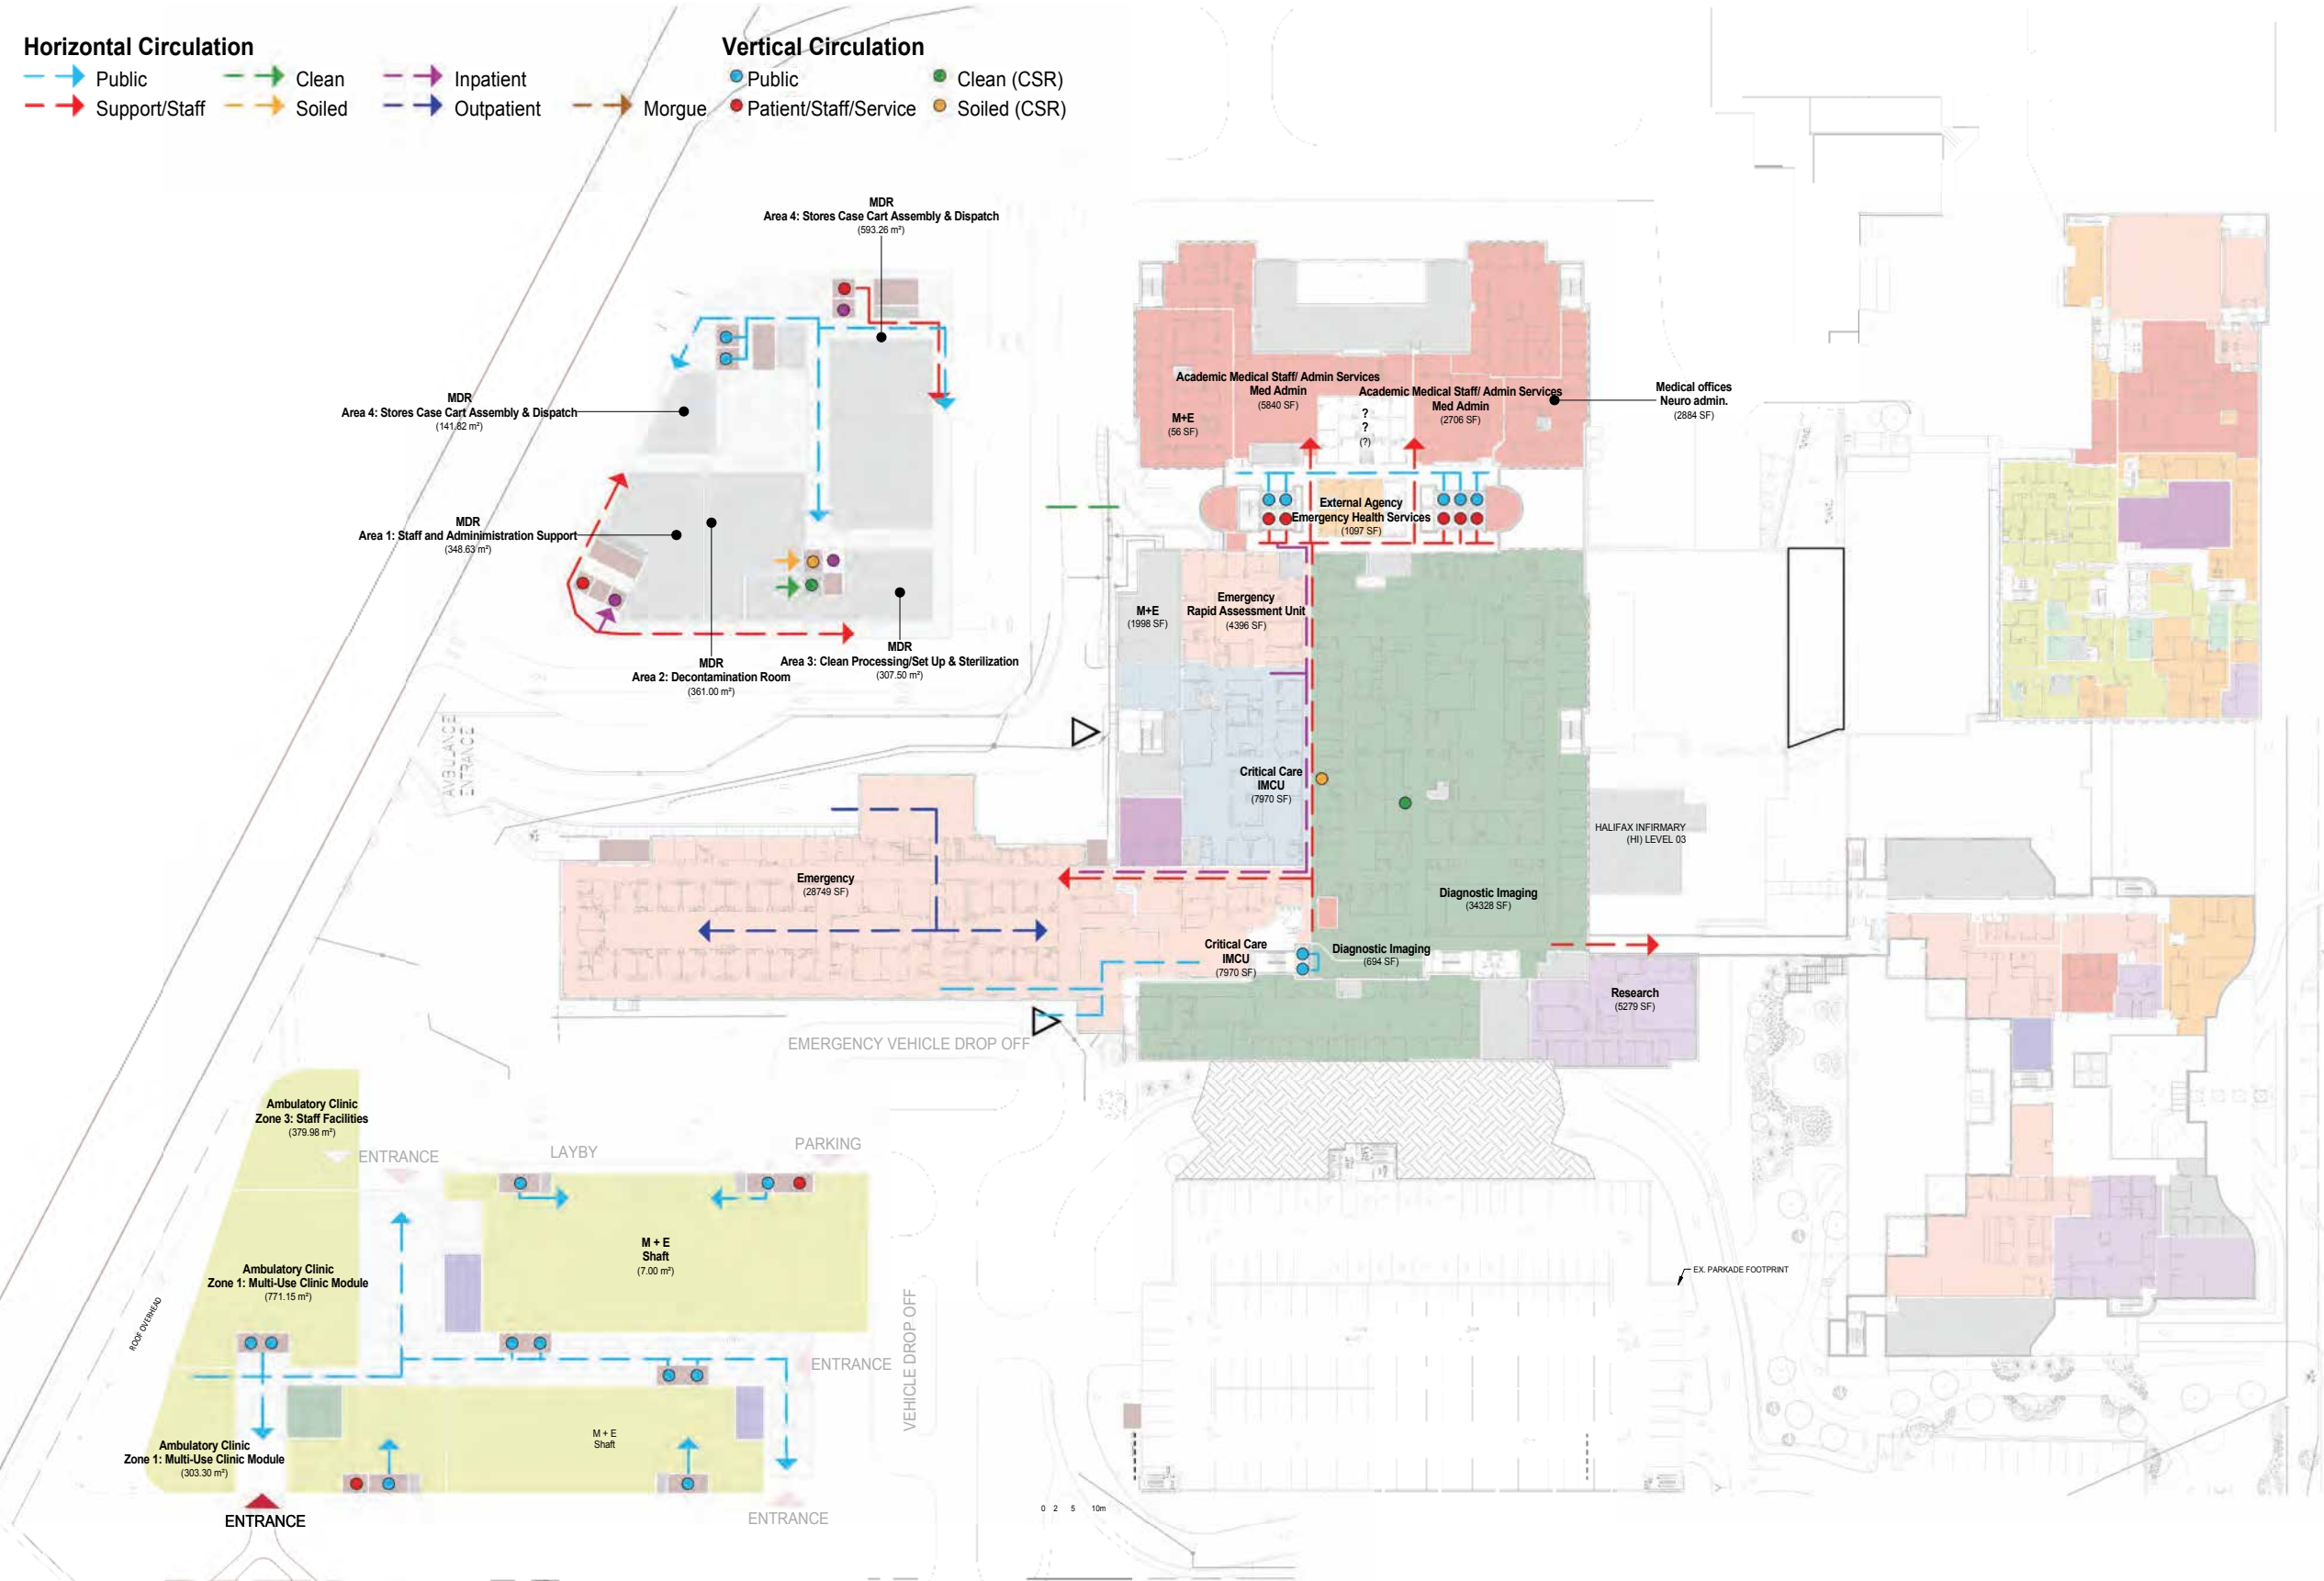 Horizontal Circulation
Public
Clean
Inpatient
Support/Staff
Soiled
Outpatient
Morgue
Vertical Circulation
Public
Clean (CSR)
Patient/Staff/Service
Soiled (CSR)
MDR
Area 4: Stores Case Cart Assembly & Dispatch
(593.26 m²)
MDR
Area 4: Stores Case Cart Assembly & Dispatch
(141.82 m²)
MDR
Area 1: Staff and Adminimistration Support
(348.63 m²)
MDR
Area 2: Decontamination Room
(361.00 m²)
MDR
Area 3: Clean Processing/Set Up & Sterilization
(307.50 m²)
Academic Medical Staff/ Admin Services
Med Admin
(5840 SF)
Academic Medical Staff/ Admin Services
Med Admin
(2706 SF)
M+E
(56 SF)
?
?
(?)
Medical offices
Neuro admin.
(2884 SF)
External Agency
Emergency Health Services
(1097 SF)
M+E
(1998 SF)
Emergency
Rapid Assessment Unit
(4396 SF)
AMBULANCE
ENTRANCE
Critical Care
IMCU
(7970 SF)
HALIFAX INFIRMARY
(HI) LEVEL 03
Emergency
(28749 SF)
Diagnostic Imaging
(34328 SF)
Critical Care
IMCU
(7970 SF)
Diagnostic Imaging
(694 SF)
Research
(5279 SF)
EMERGENCY VEHICLE DROP OFF
Ambulatory Clinic
Zone 3: Staff Facilities
(379.98 m²)
ENTRANCE
LAYBY
PARKING
M + E
Shaft
(7.00 m²)
Ambulatory Clinic
Zone 1: Multi-Use Clinic Module
(771.15 m²)
EX. PARKADE FOOTPRINT
ROOF OVERHEAD
VEHICLE DROP OFF
ENTRANCE
M + E
Shaft
Ambulatory Clinic
Zone 1: Multi-Use Clinic Module
(303.30 m²)
ENTRANCE
ENTRANCE
0 2 5 10m